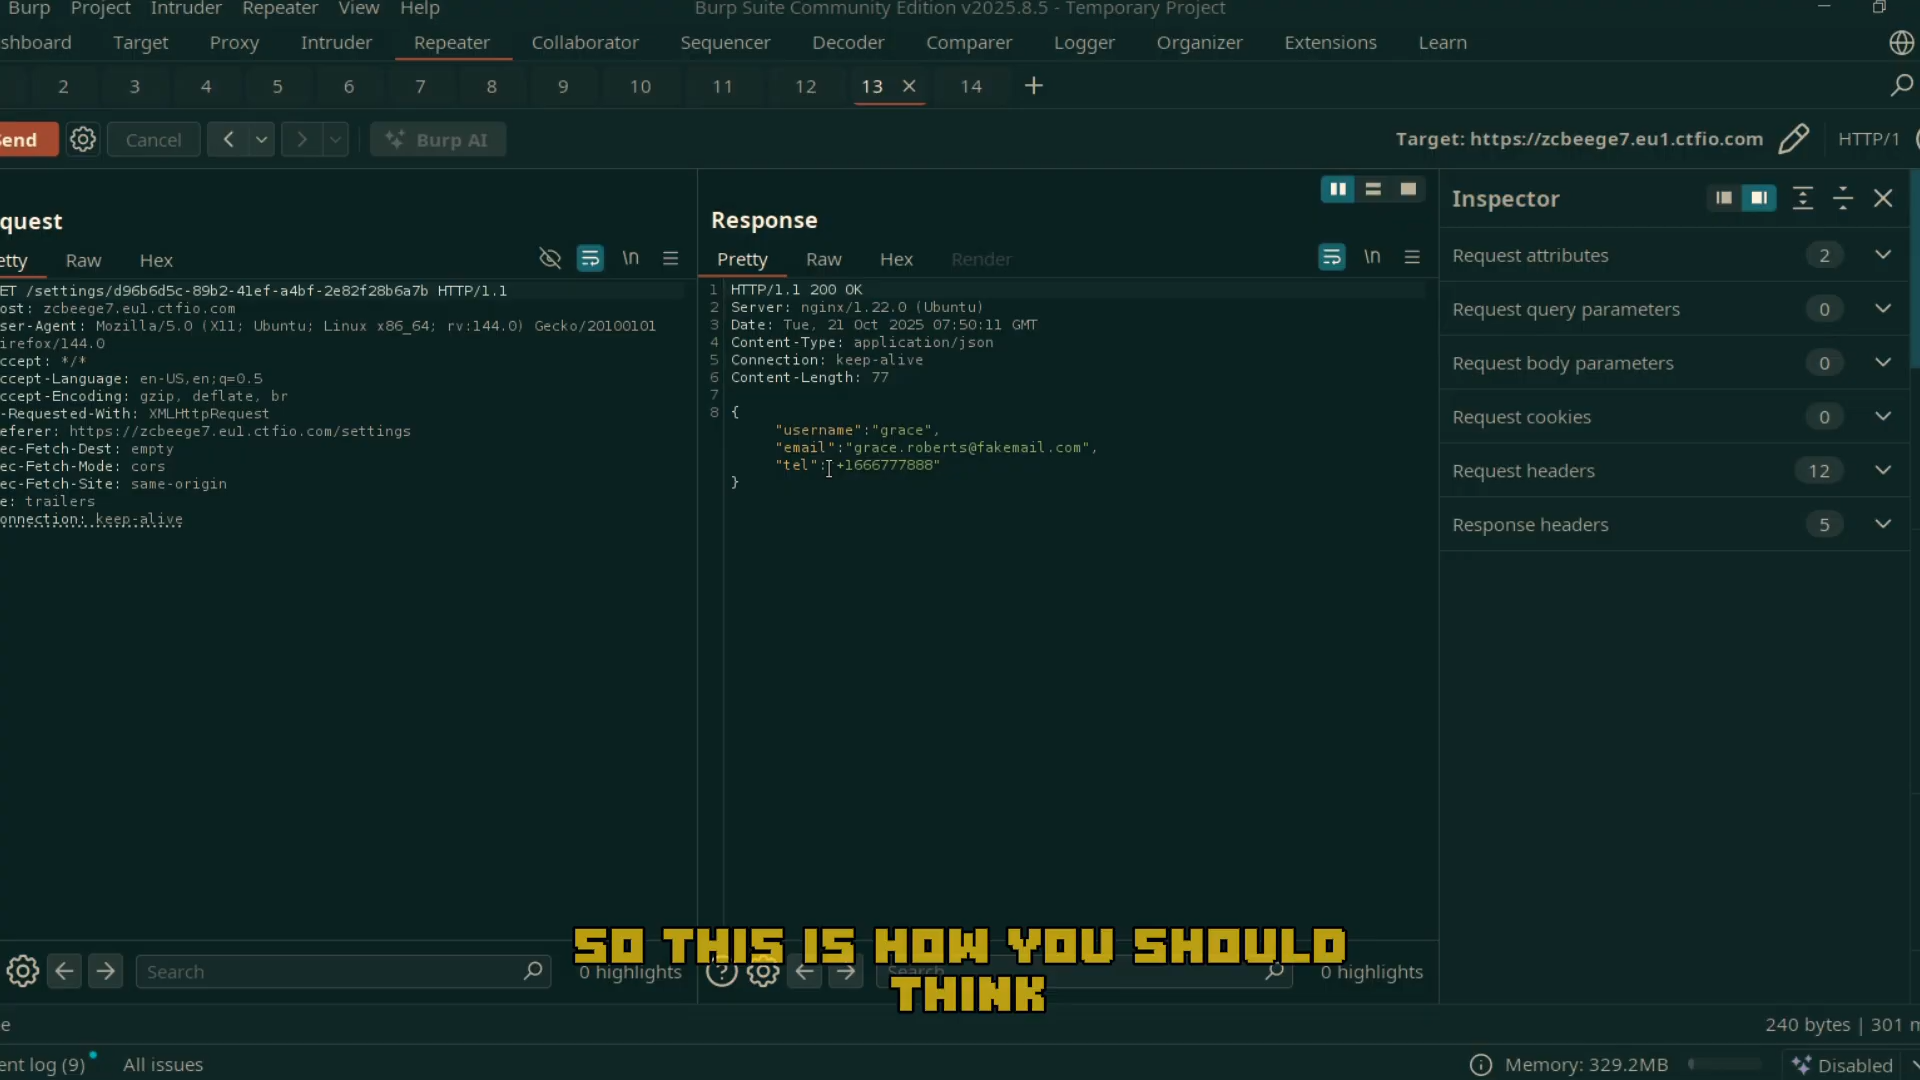 Burp Project Intruder Repeater View Help
Burp Suite Community Edition v2025.8.5 - Temporary Project
shboard Target Proxy Intruder Repeater Collaborator Sequencer Decoder Comparer Logger Organizer Extensions Learn
2 3 4 5 6 7 8 9 10 11 12 13 14
Send Cancel Burp AI Target: https://zcbeege7.eu1.ctfio.com HTTP/1
quest
etty Raw Hex
ET /settings/d96b6d5c-89b2-41ef-a4bf-2e82f28b6a7b HTTP/1.1
ost: zcbeege7.eu1.ctfio.com
ser-Agent: Mozilla/5.0 (X11; Ubuntu; Linux x86_64; rv:144.0) Gecko/20100101
irefox/144.0
ccept: */*
ccept-Language: en-US,en;q=0.5
ccept-Encoding: gzip, deflate, br
-Requested-With: XMLHttpRequest
eferer: https://zcbeege7.eu1.ctfio.com/settings
ec-Fetch-Dest: empty
ec-Fetch-Mode: cors
ec-Fetch-Site: same-origin
e: trailers
onnection: keep-alive
Response
Pretty Raw Hex Render
1 HTTP/1.1 200 OK
2 Server: nginx/1.22.0 (Ubuntu)
3 Date: Tue, 21 Oct 2025 07:50:11 GMT
4 Content-Type: application/json
5 Connection: keep-alive
6 Content-Length: 77
7
8 {
"username":"grace",
"email":"grace.roberts@fakemail.com",
"tel": +1666777888"
}
Inspector
Request attributes 2
Request query parameters 0
Request body parameters 0
Request cookies 0
Request headers 12
Response headers 5
Search 0 highlights
Search 0 highlights
SO THIS IS HOW YOU SHOULD
THINK
e
240 bytes | 301 m
ent log (9) All issues
Memory: 329.2MB
Disabled